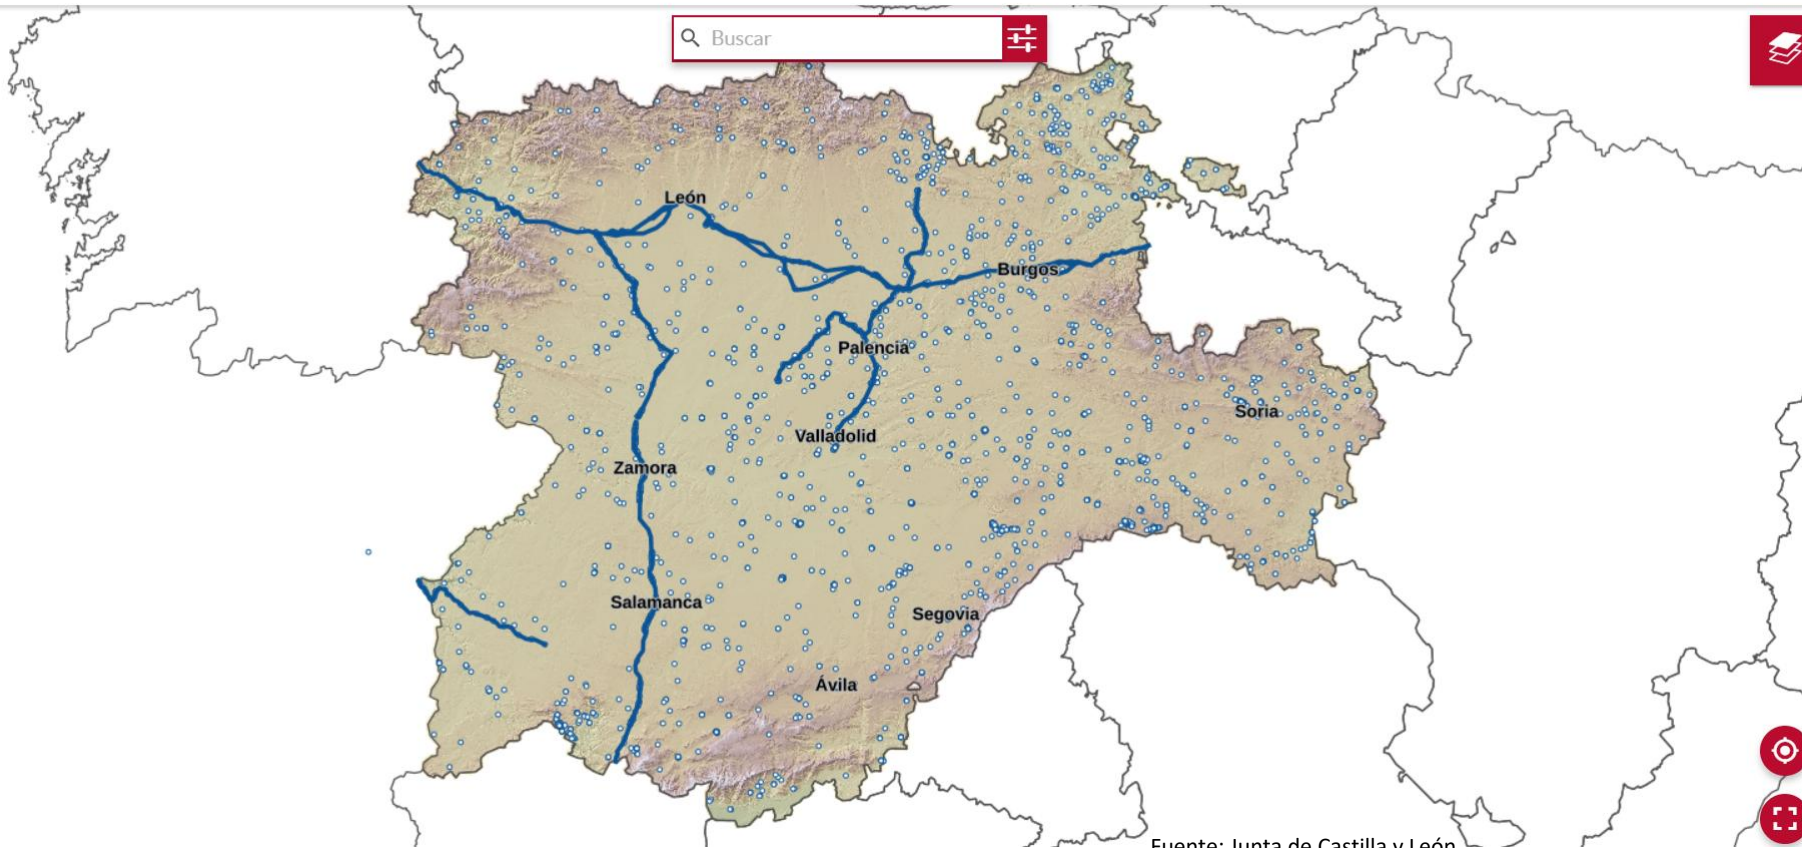 Buscar
León
Burgos
Palencia
Soria
Valladolid
Zamora
Salamanca
Segovia
Ávila
Fuente: Junta de Castilla y León